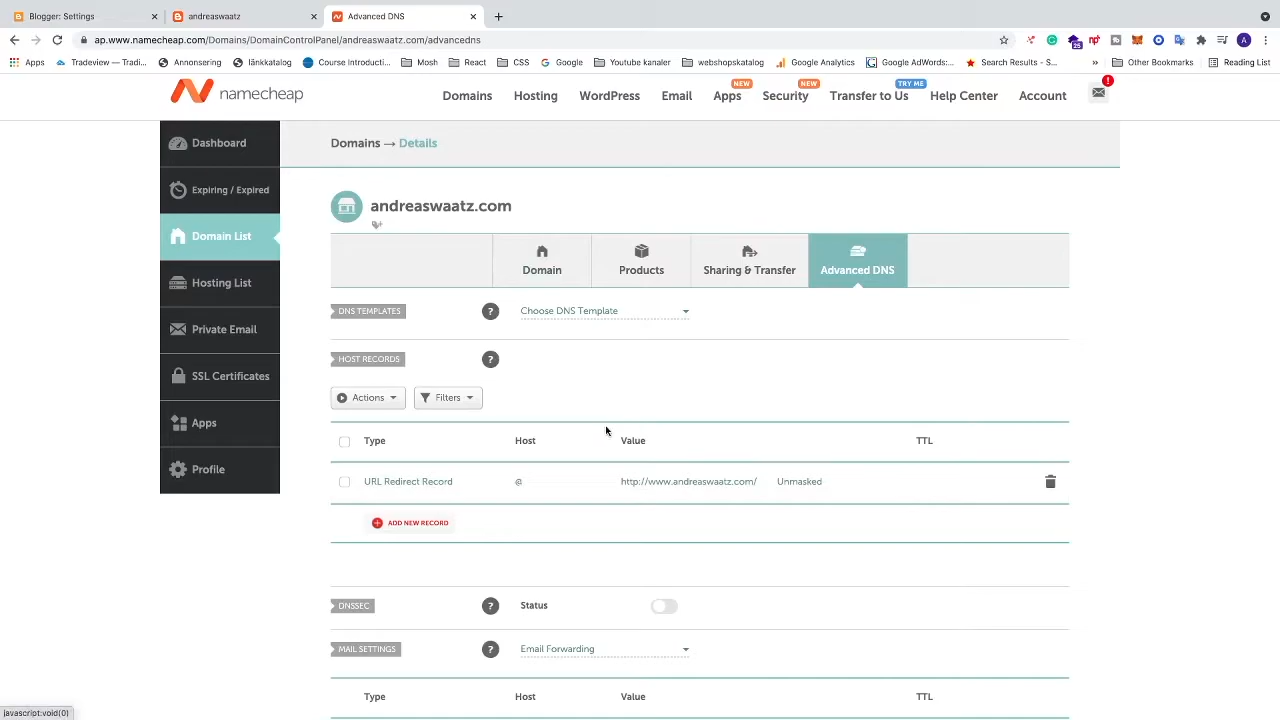 Blogger: Settings
andreaswaatz
Advanced DNS
ap.www.namecheap.com/Domains/DomainControlPanel/andreaswaatz.com/advancedns
25
A
Apps
Tradeview – Tradi...
Annonsering
länkkatalog
Course Introducti...
Mosh
React
CSS
Google
Youtube kanaler
webshopskatalog
Google Analytics
Google AdWords:...
Search Results - S...
»
Other Bookmarks
Reading List
namecheap
Domains
Hosting
WordPress
Email
Apps
NEW
Security
NEW
Transfer to Us
TRY ME
Help Center
Account
!
Dashboard
Expiring / Expired
Domain List
Hosting List
Private Email
SSL Certificates
Apps
Profile
Domains → Details
andreaswaatz.com
Domain
Products
Sharing & Transfer
Advanced DNS
DNS TEMPLATES
?
Choose DNS Template
HOST RECORDS
?
Actions
Filters
Type
Host
Value
TTL
URL Redirect Record
@
http://www.andreaswaatz.com/
Unmasked
ADD NEW RECORD
DNSSEC
?
Status
MAIL SETTINGS
?
Email Forwarding
Type
Host
Value
TTL
javascript:void(0)